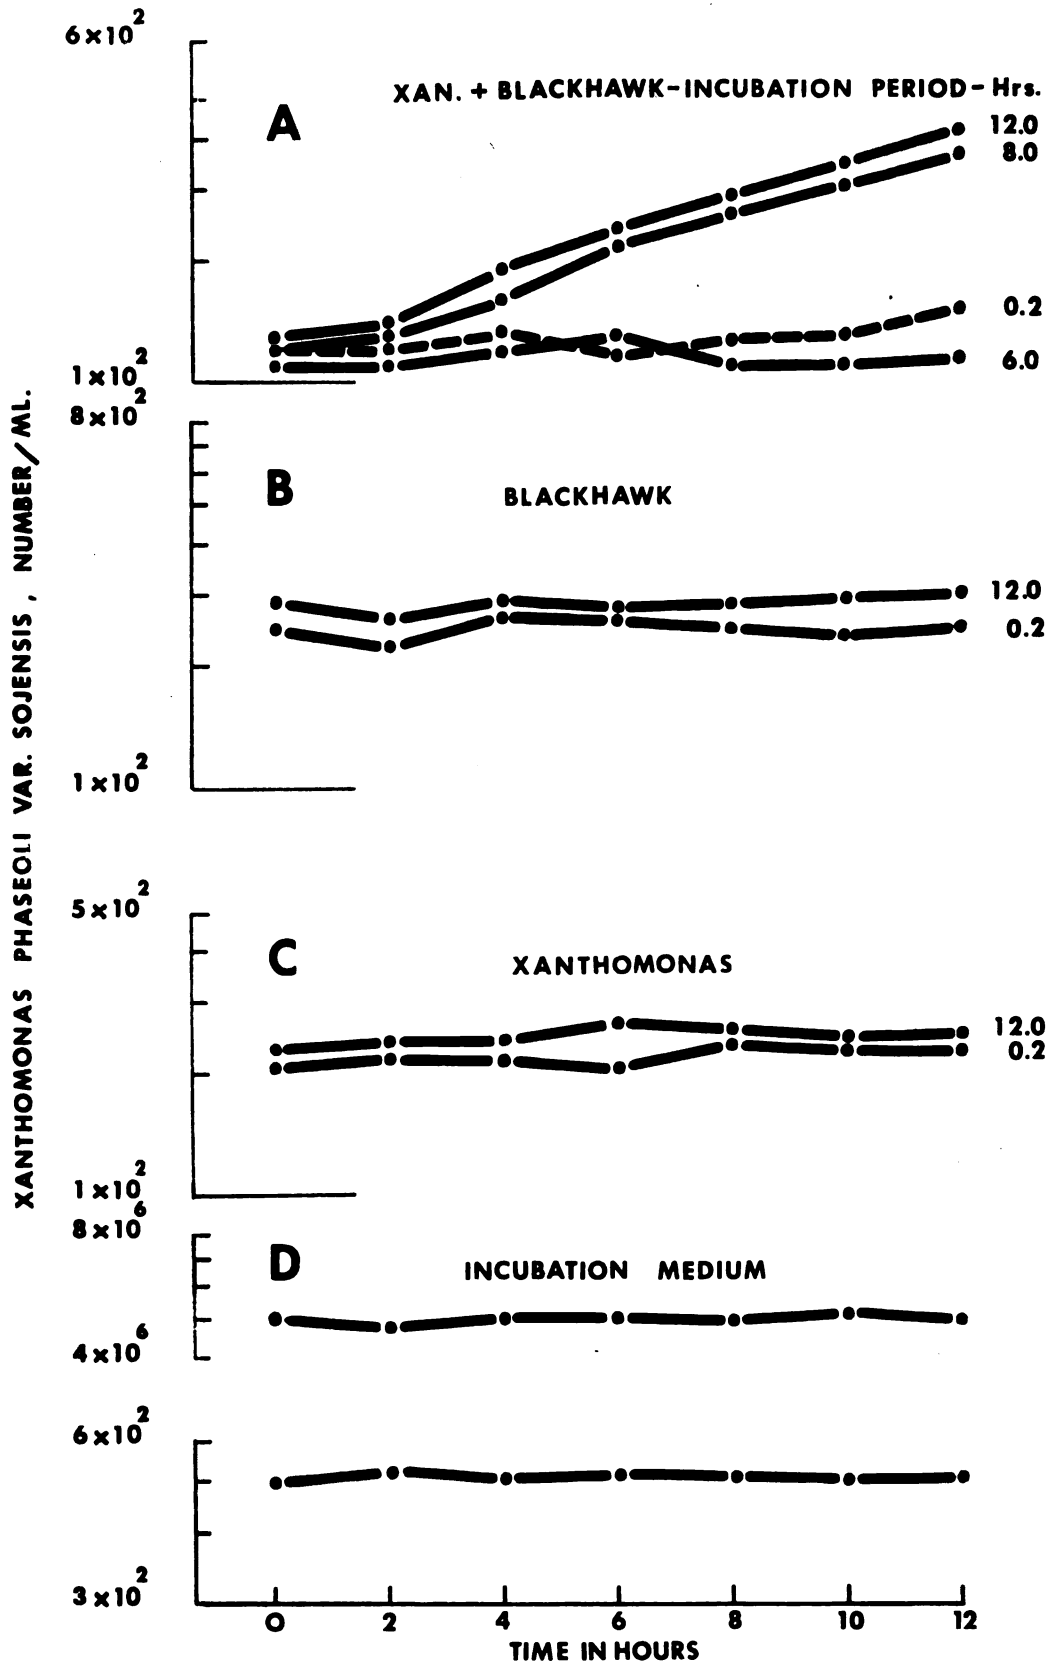 6×10²
A
XAN. + BLACKHAWK-INCUBATION PERIOD - Hrs.
12.0
8.0
0.2
6.0
1×10²
8×10²
B
BLACKHAWK
12.0
0.2
1×10²
5×10²
C
XANTHOMONAS
12.0
0.2
1×10²
8×10⁶
D
INCUBATION MEDIUM
4×10⁶
6×10²
3×10²
0 2 4 6 8 10 12
TIME IN HOURS
XANTHOMONAS PHASEOLI VAR. SOJENSIS, NUMBER/ML.